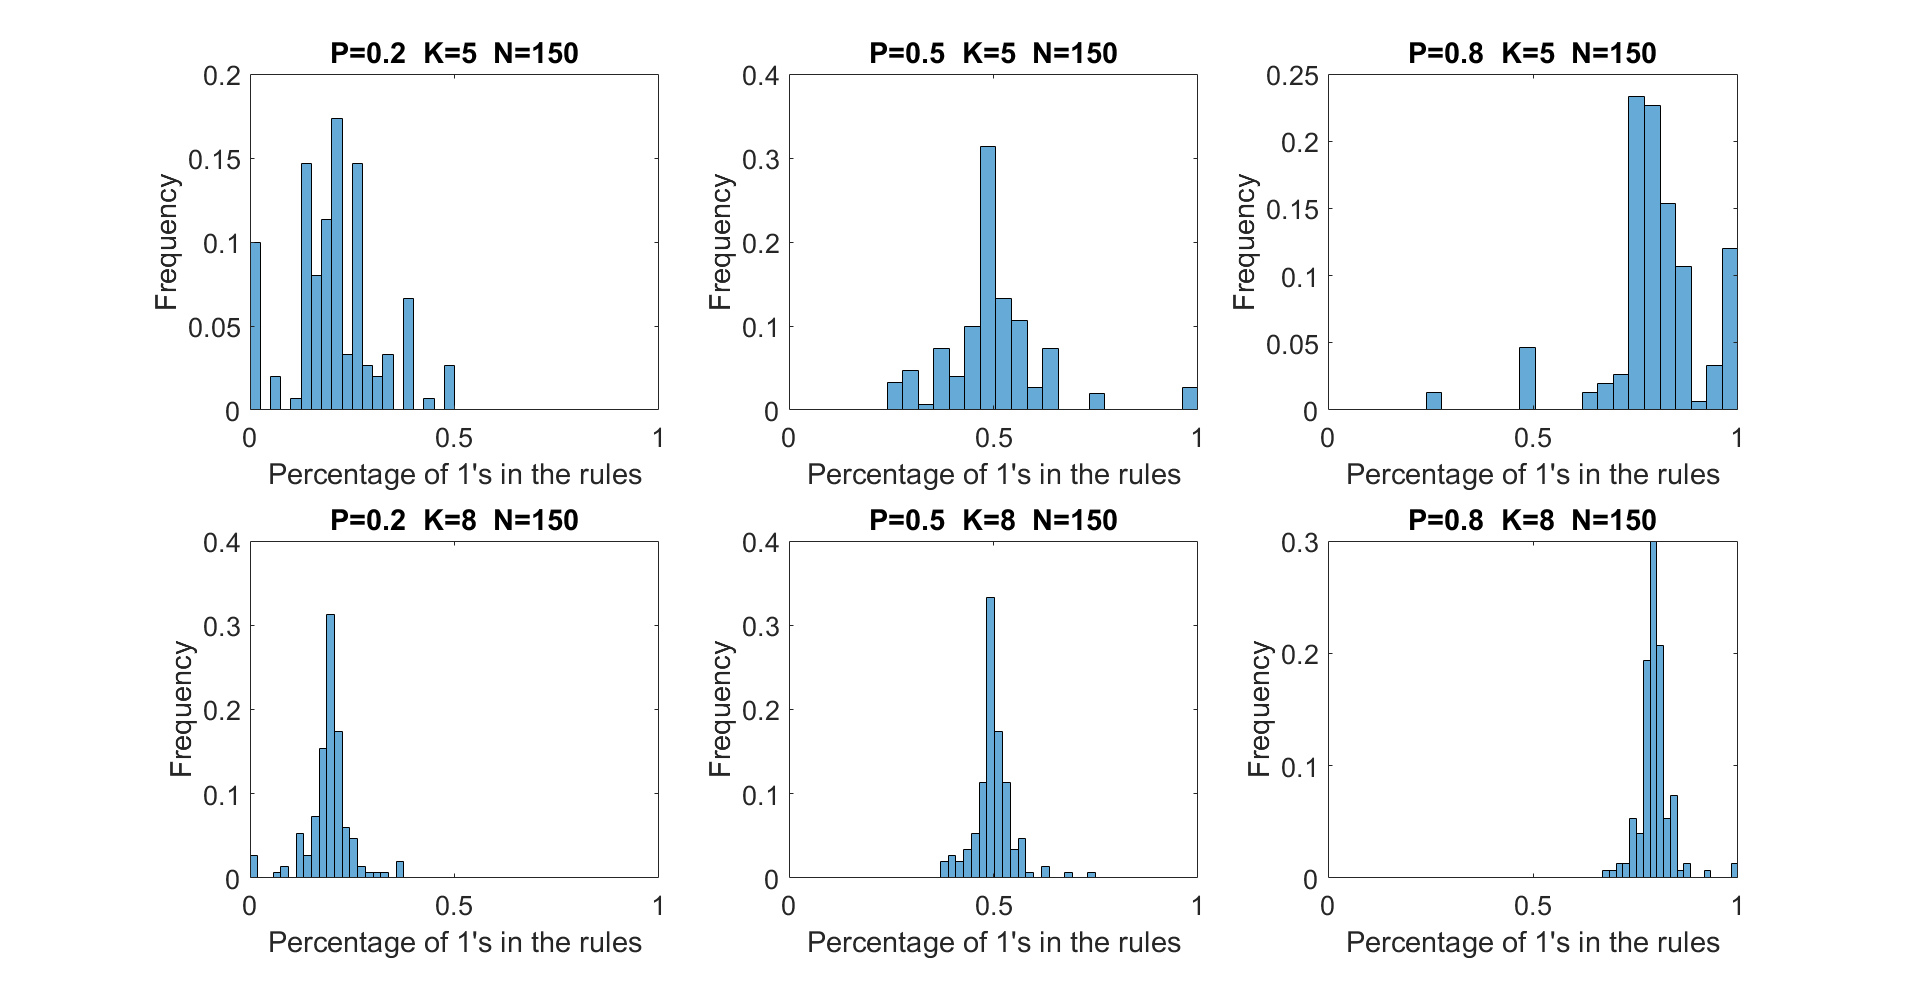 P=0.2 K=5 N=150
0.2
0.15
0.1
0.05
0
Frequency
0 0.5 1
Percentage of 1's in the rules
P=0.5 K=5 N=150
0.4
0.3
0.2
0.1
0
Frequency
0 0.5 1
Percentage of 1's in the rules
P=0.8 K=5 N=150
0.25
0.2
0.15
0.1
0.05
0
Frequency
0 0.5 1
Percentage of 1's in the rules
P=0.2 K=8 N=150
0.4
0.3
0.2
0.1
0
Frequency
0 0.5 1
Percentage of 1's in the rules
P=0.5 K=8 N=150
0.4
0.3
0.2
0.1
0
Frequency
0 0.5 1
Percentage of 1's in the rules
P=0.8 K=8 N=150
0.3
0.2
0.1
0
Frequency
0 0.5 1
Percentage of 1's in the rules